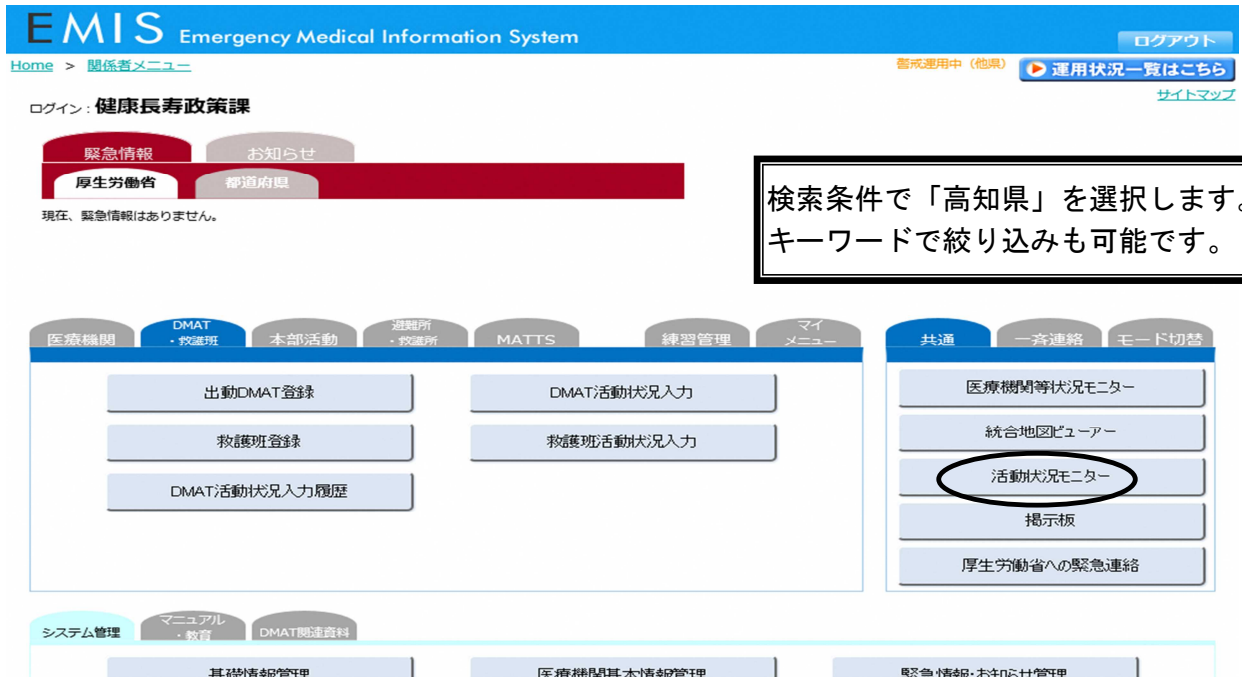 EMIS Emergency Medical Information System
ログアウト
Home > 関係者メニュー
警戒運用中（他県）
運用状況一覧はこちら
サイトマップ
ログイン : 健康長寿政策課
緊急情報 お知らせ
厚生労働省 都道府県
現在、緊急情報はありません。
検索条件で「高知県」を選択します。
キーワードで絞り込みも可能です。
医療機関
DMAT
・救護班
本部活動
避難所
・救護所
MATTS
練習管理
マイ
メニュー
共通 一斉連絡 モード切替
出動DMAT登録 DMAT活動状況入力
救護班登録 救護班活動状況入力
DMAT活動状況入力履歴
医療機関等状況モニター
統合地図ビューアー
活動状況モニター
掲示板
厚生労働省への緊急連絡
システム管理
マニュアル
・教育
DMAT関連資料
基礎情報管理 医療機関基本情報管理 緊急情報・お知らせ管理